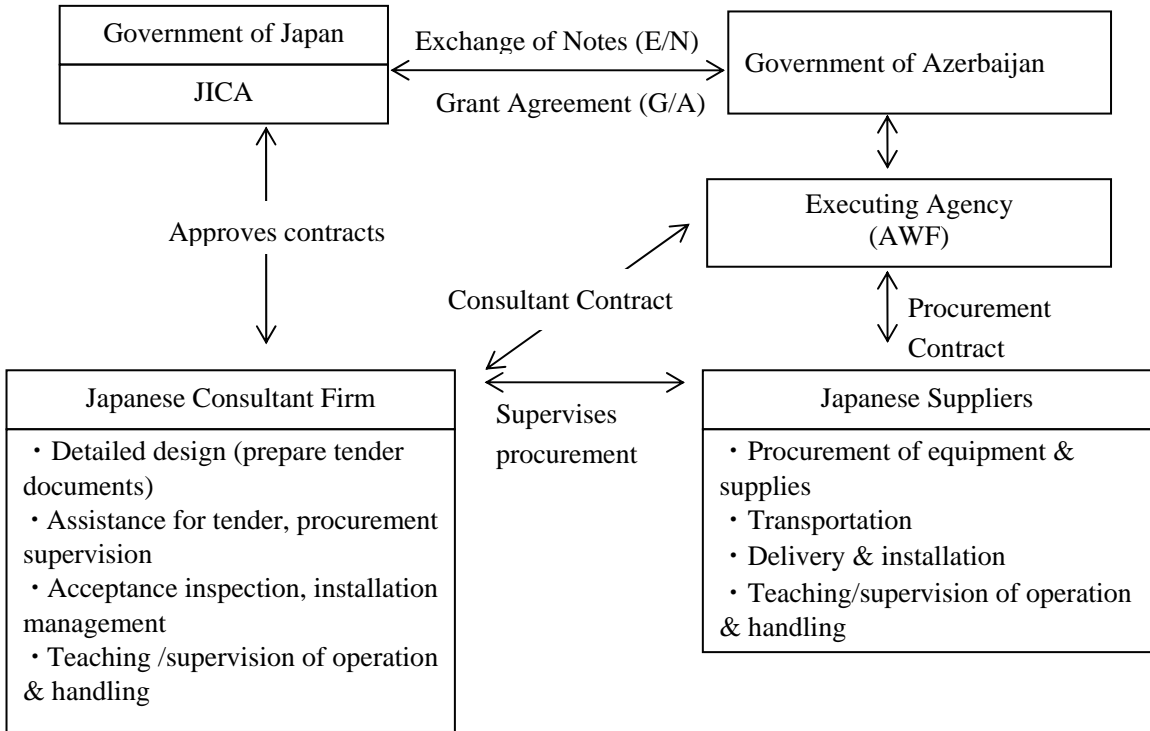 Government of Japan
JICA
Exchange of Notes (E/N)
Grant Agreement (G/A)
Government of Azerbaijan
Executing Agency
(AWF)
Approves contracts
Consultant Contract
Procurement
Contract
Japanese Consultant Firm
・Detailed design (prepare tender
documents)
・Assistance for tender, procurement
supervision
・Acceptance inspection, installation
management
・Teaching /supervision of operation
& handling
Supervises
procurement
Japanese Suppliers
・Procurement of equipment &
supplies
・Transportation
・Delivery & installation
・Teaching/supervision of operation
& handling